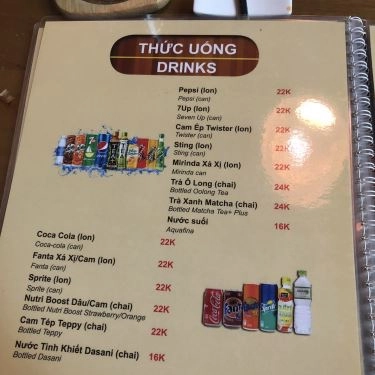 THỨC UỐNG
DRINKS
Pepsi (lon) 22K
Pepsi (can)
7Up (lon) 22K
Seven Up (can)
Cam Ép Twister (lon) 22K
Twister (can)
Sting (lon) 22K
Sting (can)
Mirinda Xá Xị (lon) 22K
Mirinda can
Trà Ô Long (chai) 24K
Bottled Oolong Tea
Trà Xanh Matcha (chai) 24K
Bottled Matcha Tea+ Plus
Nước suối 16K
Aquafina
Coca Cola (lon) 22K
Coca-cola (can)
Fanta Xá Xị/Cam (lon) 22K
Fanta (can)
Sprite (lon) 22K
Sprite (can)
Nutri Boost Dâu/Cam (chai) 22K
Bottled Nutri Boost Strawberry/Orange
Cam Tép Teppy (chai) 22K
Bottled Teppy
Nước Tinh Khiết Dasani (chai) 16K
Bottled Dasani